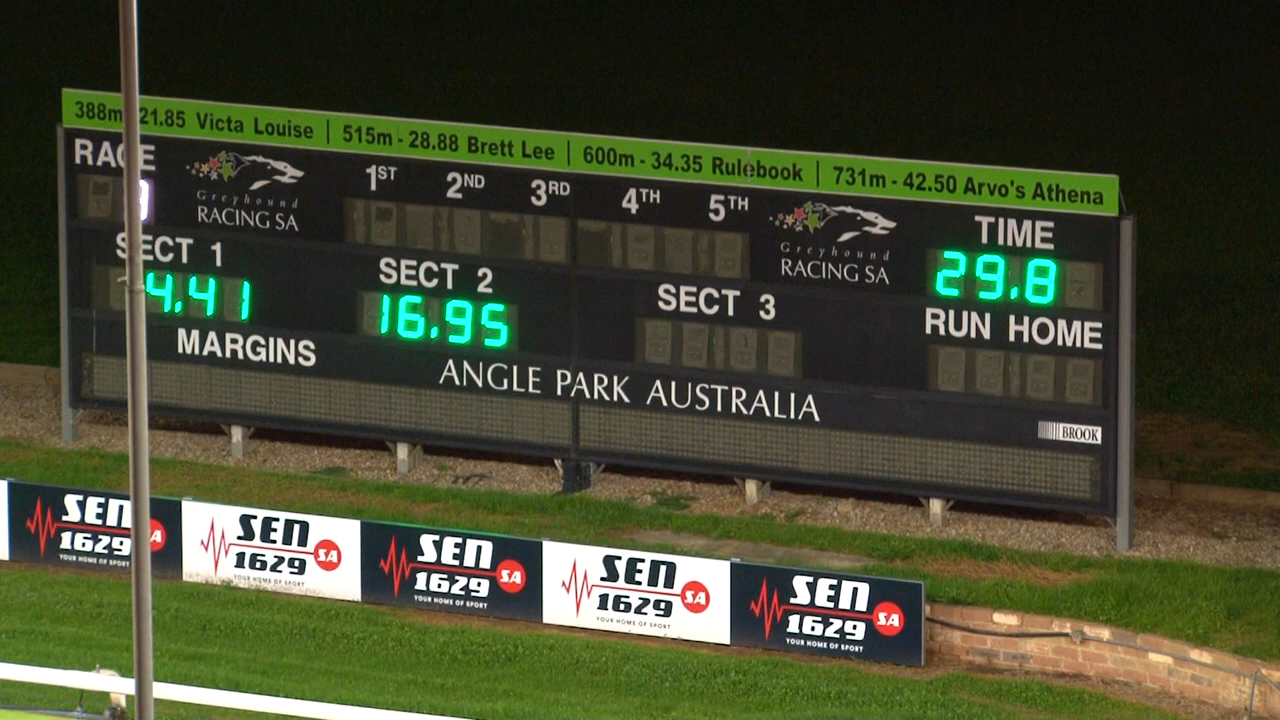 388m 21.85 Victa Louise | 515m - 28.88 Brett Lee | 600m - 34.35 Rulebook | 731m - 42.50 Arvo's Athena
RACE
Greyhound
RACING SA
1ST 2ND 3RD 4TH 5TH
Greyhound
RACING SA
TIME
29.8
SECT 1
4.41
SECT 2
16.95
SECT 3
RUN HOME
MARGINS
ANGLE PARK AUSTRALIA
BROOK
SEN
1629 SA
YOUR HOME OF SPORT
SEN
1629 SA
YOUR HOME OF SPORT
SEN
1629 SA
YOUR HOME OF SPORT
SEN
1629 SA
YOUR HOME OF SPORT
SEN
1629 SA
YOUR HOME OF SPORT